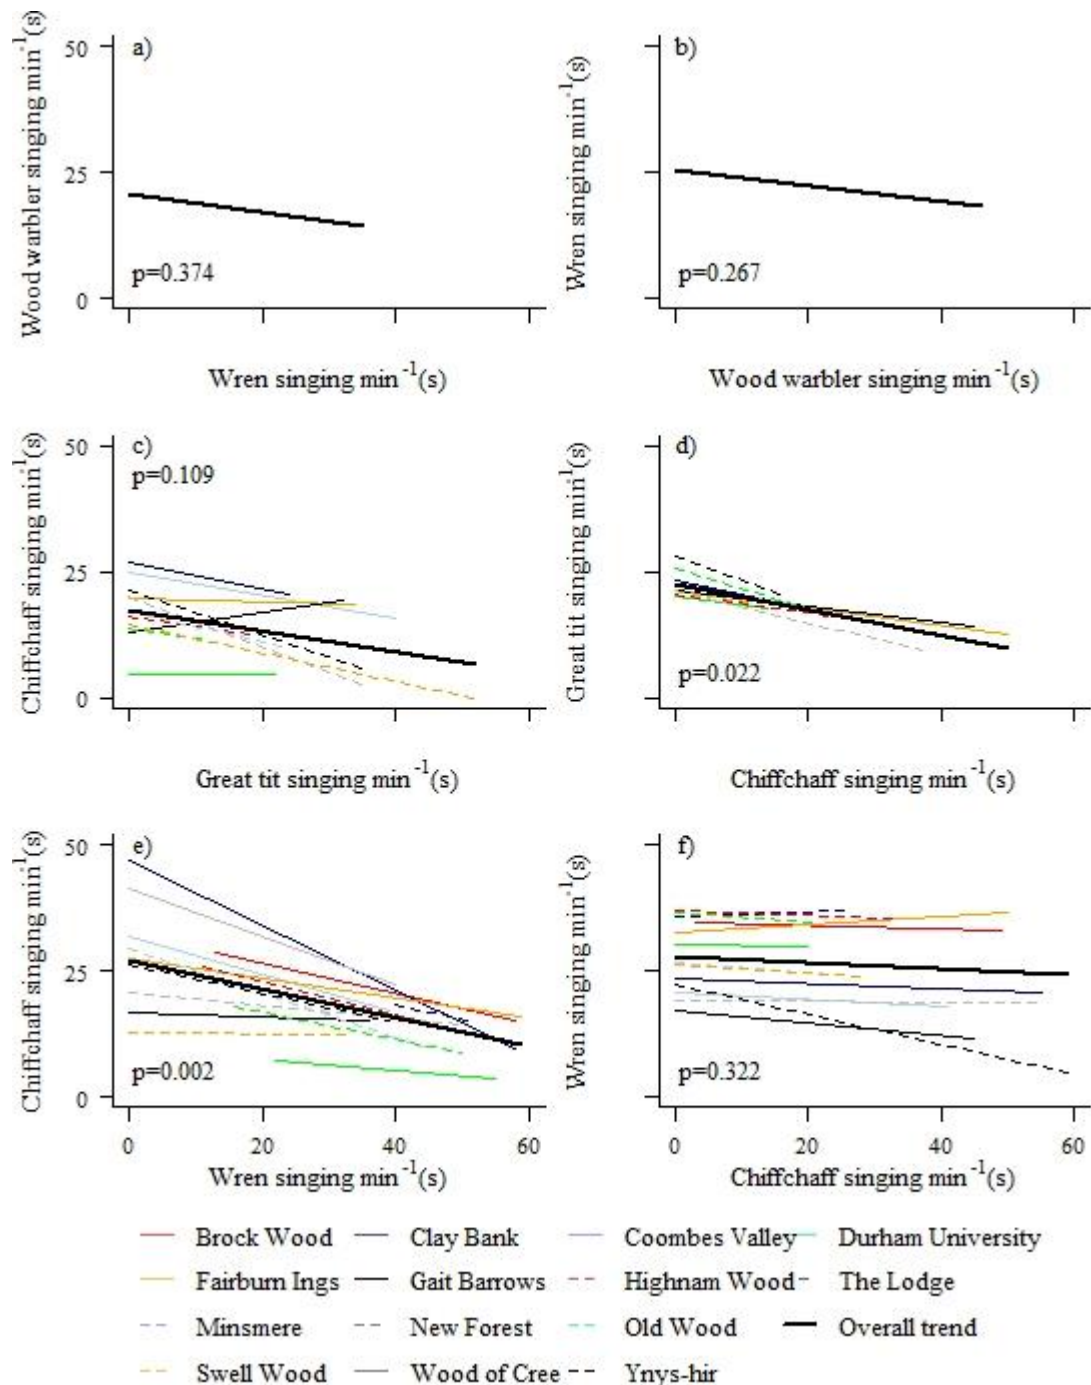 a)
50
25
0
Wood warbler singing min⁻¹(s)
p=0.374
Wren singing min⁻¹(s)
b)
Wren singing min⁻¹(s)
p=0.267
Wood warbler singing min⁻¹(s)
c)
50
25
0
Chiffchaff singing min⁻¹(s)
p=0.109
Great tit singing min⁻¹(s)
d)
Great tit singing min⁻¹(s)
p=0.022
Chiffchaff singing min⁻¹(s)
e)
50
25
0
Chiffchaff singing min⁻¹(s)
p=0.002
0 20 40 60
Wren singing min⁻¹(s)
f)
Wren singing min⁻¹(s)
p=0.322
0 20 40 60
Chiffchaff singing min⁻¹(s)
Brock Wood Clay Bank Coombes Valley Durham University
Fairburn Ings Gait Barrows Highnam Wood The Lodge
Minsmere New Forest Old Wood Overall trend
Swell Wood Wood of Cree Ynys-hir